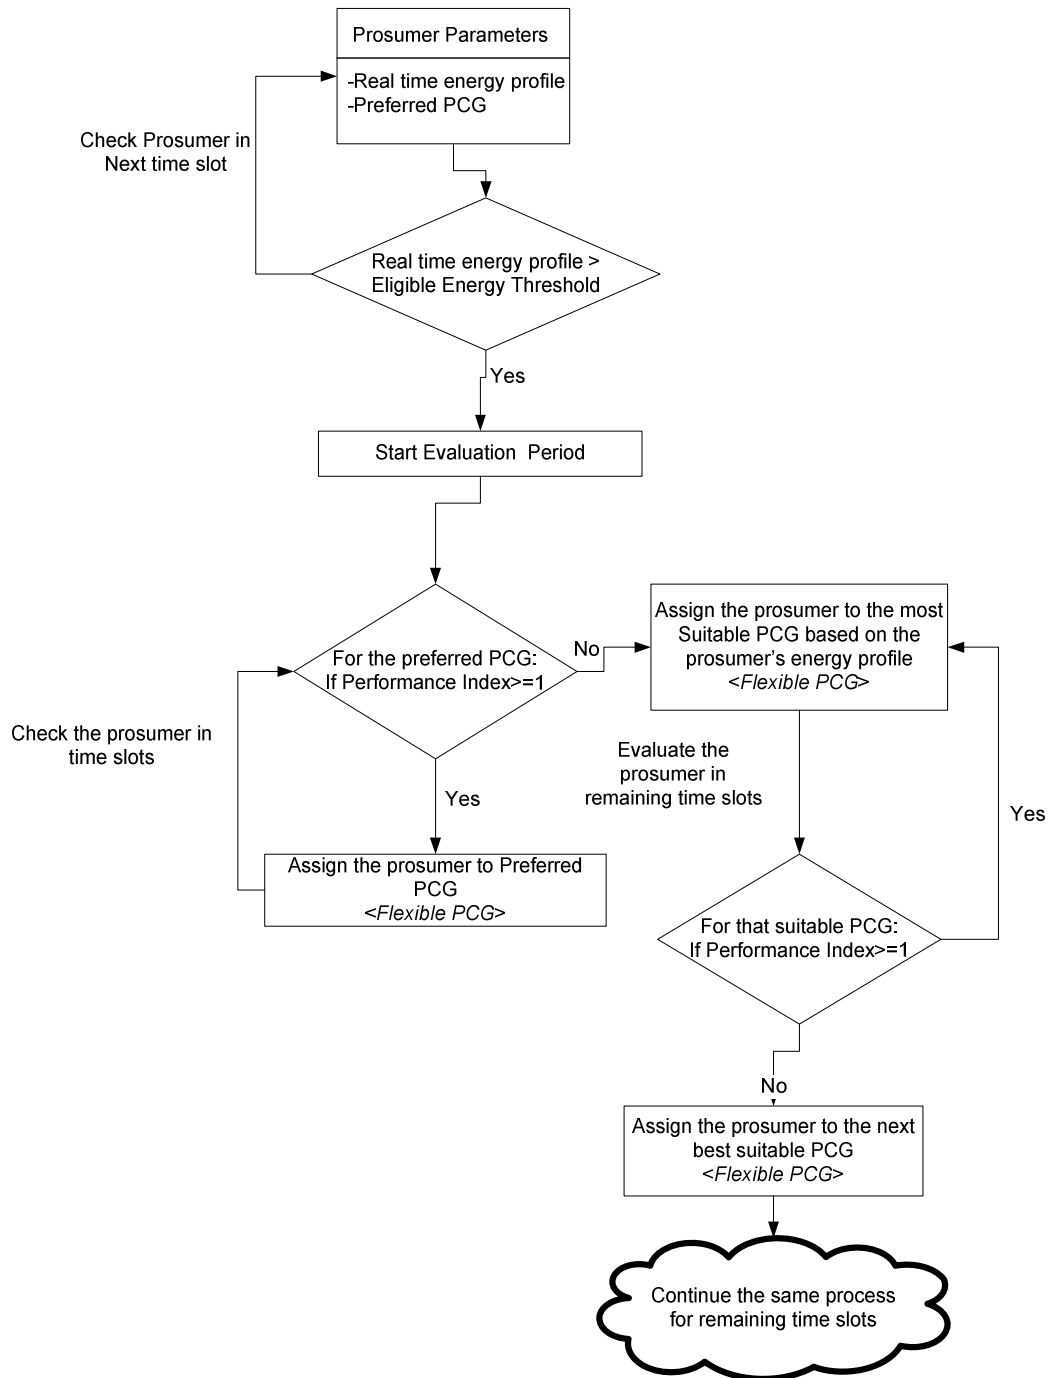 Prosumer Parameters
-Real time energy profile
-Preferred PCG
Check Prosumer in
Next time slot
Real time energy profile >
Eligible Energy Threshold
Yes
Start Evaluation  Period
For the preferred PCG:
If Performance Index>=1
No
Assign the prosumer to the most
Suitable PCG based on the
prosumer's energy profile
<Flexible PCG>
Check the prosumer in
time slots
Yes
Evaluate the
prosumer in
remaining time slots
Yes
Assign the prosumer to Preferred
PCG
<Flexible PCG>
For that suitable PCG:
If Performance Index>=1
No
Assign the prosumer to the next
best suitable PCG
<Flexible PCG>
Continue the same process
for remaining time slots